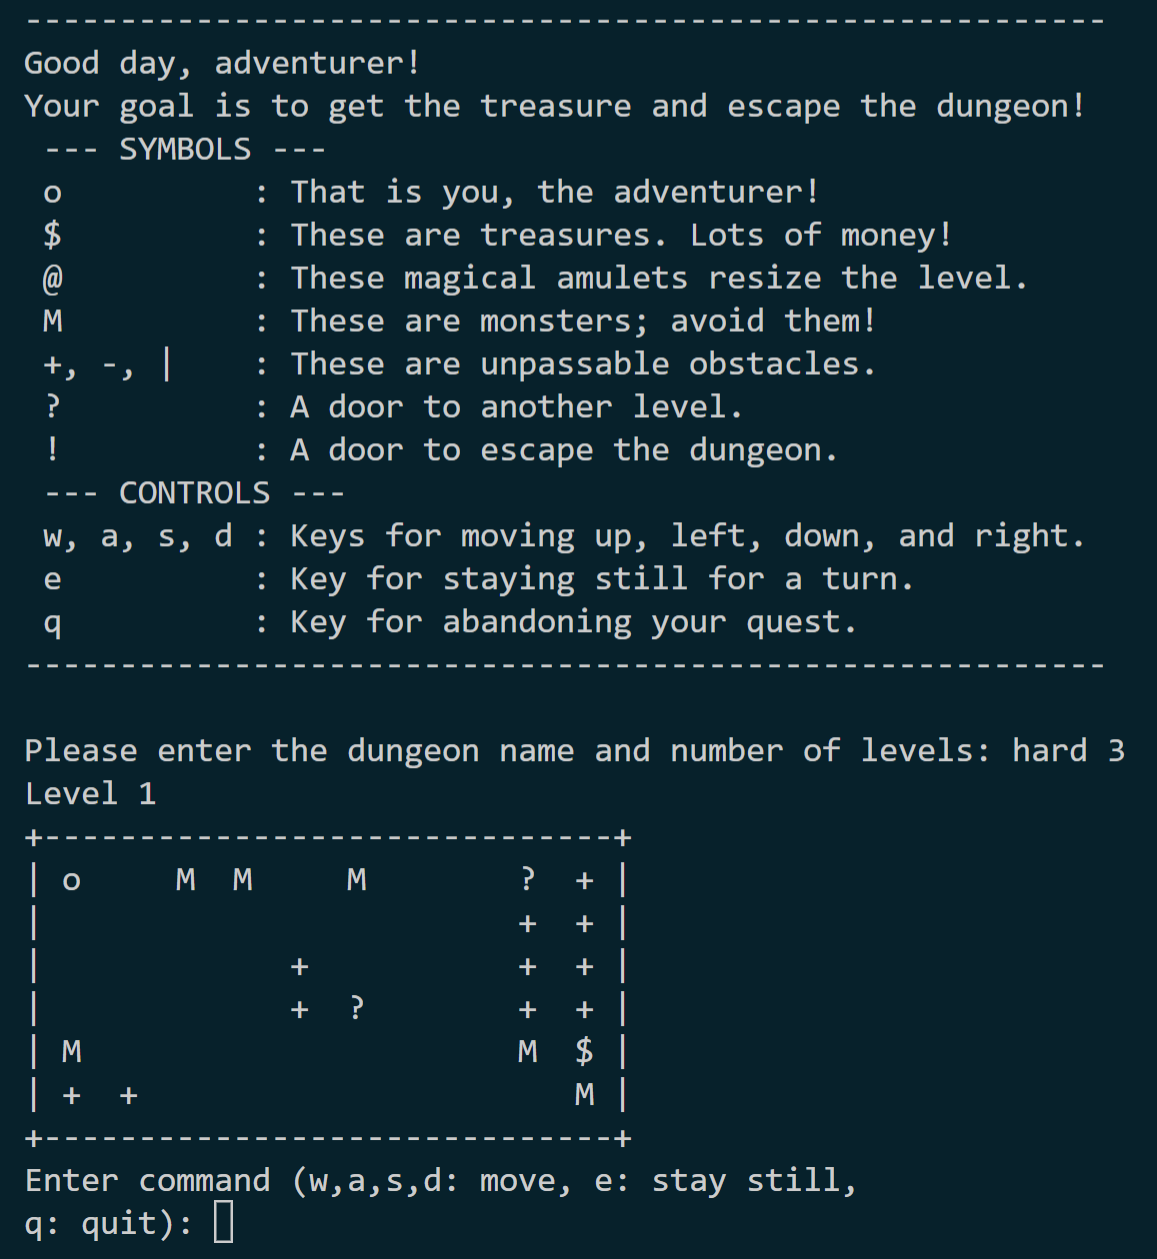 ---------------------------------------------------------
Good day, adventurer!
Your goal is to get the treasure and escape the dungeon!
 --- SYMBOLS ---
 o          : That is you, the adventurer!
 $          : These are treasures. Lots of money!
 @          : These magical amulets resize the level.
 M          : These are monsters; avoid them!
 +, -, |    : These are unpassable obstacles.
 ?          : A door to another level.
 !          : A door to escape the dungeon.
 --- CONTROLS ---
 w, a, s, d : Keys for moving up, left, down, and right.
 e          : Key for staying still for a turn.
 q          : Key for abandoning your quest.
---------------------------------------------------------

Please enter the dungeon name and number of levels: hard 3
Level 1
+------------------------------+
| o     M  M     M        ?  + |
|                         +  + |
|             +           +  + |
|             +  ?        +  + |
| M                       M  $ |
| +  +                       M |
+------------------------------+
Enter command (w,a,s,d: move, e: stay still,
q: quit):